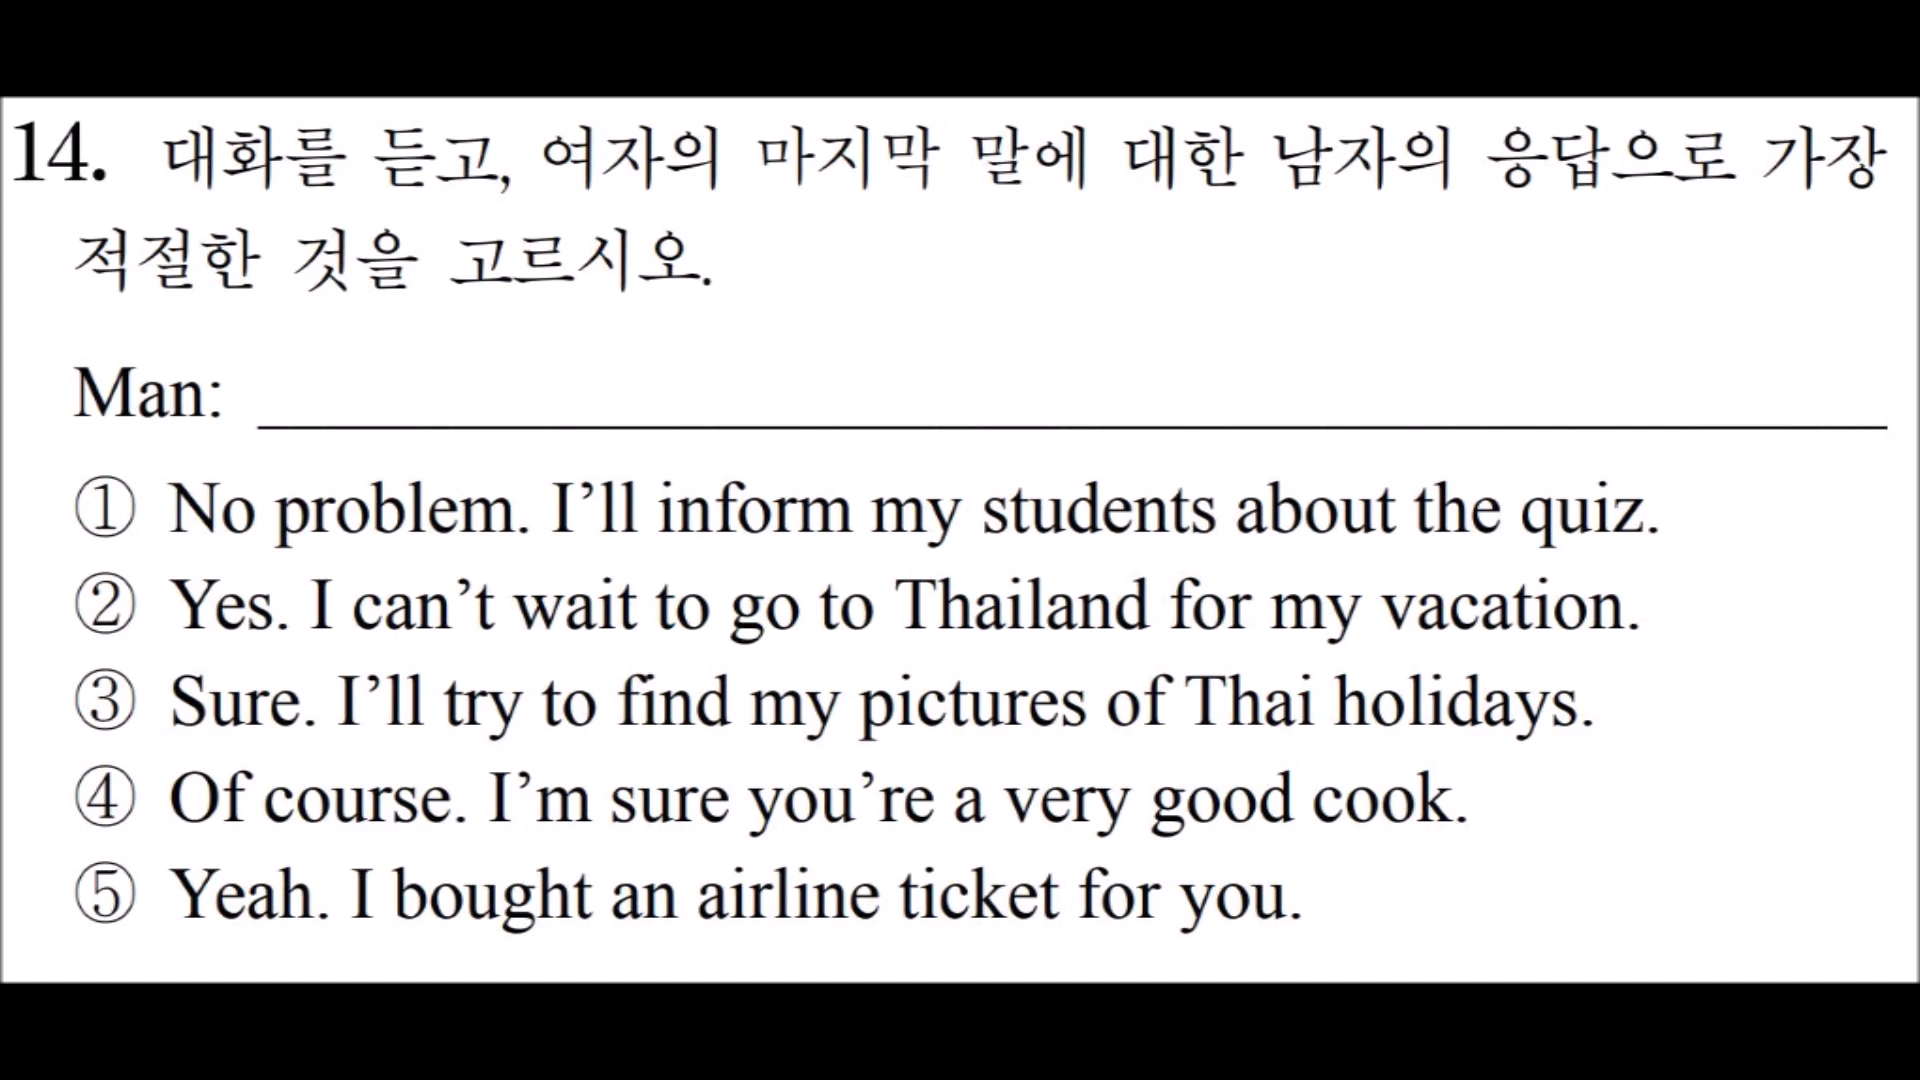 14. 대화를 듣고, 여자의 마지막 말에 대한 남자의 응답으로 가장
적절한 것을 고르시오.
Man:
① No problem. I’ll inform my students about the quiz.
② Yes. I can’t wait to go to Thailand for my vacation.
③ Sure. I’ll try to find my pictures of Thai holidays.
④ Of course. I’m sure you’re a very good cook.
⑤ Yeah. I bought an airline ticket for you.